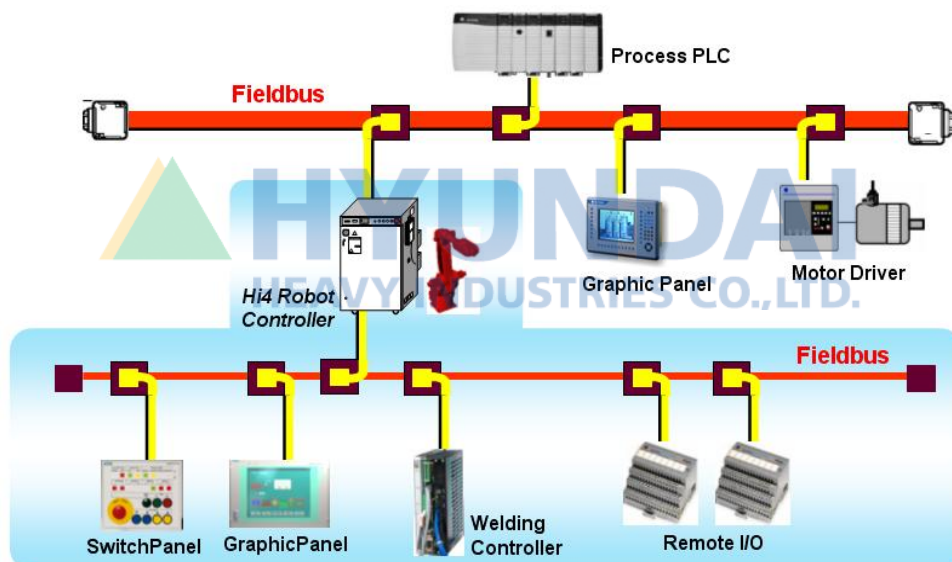 Process PLC
Fieldbus
HYUNDAI
HEAVY INDUSTRIES CO.,LTD.
Graphic Panel
Motor Driver
Hi4 Robot
Controller
Fieldbus
SwitchPanel
GraphicPanel
Welding
Controller
Remote I/O